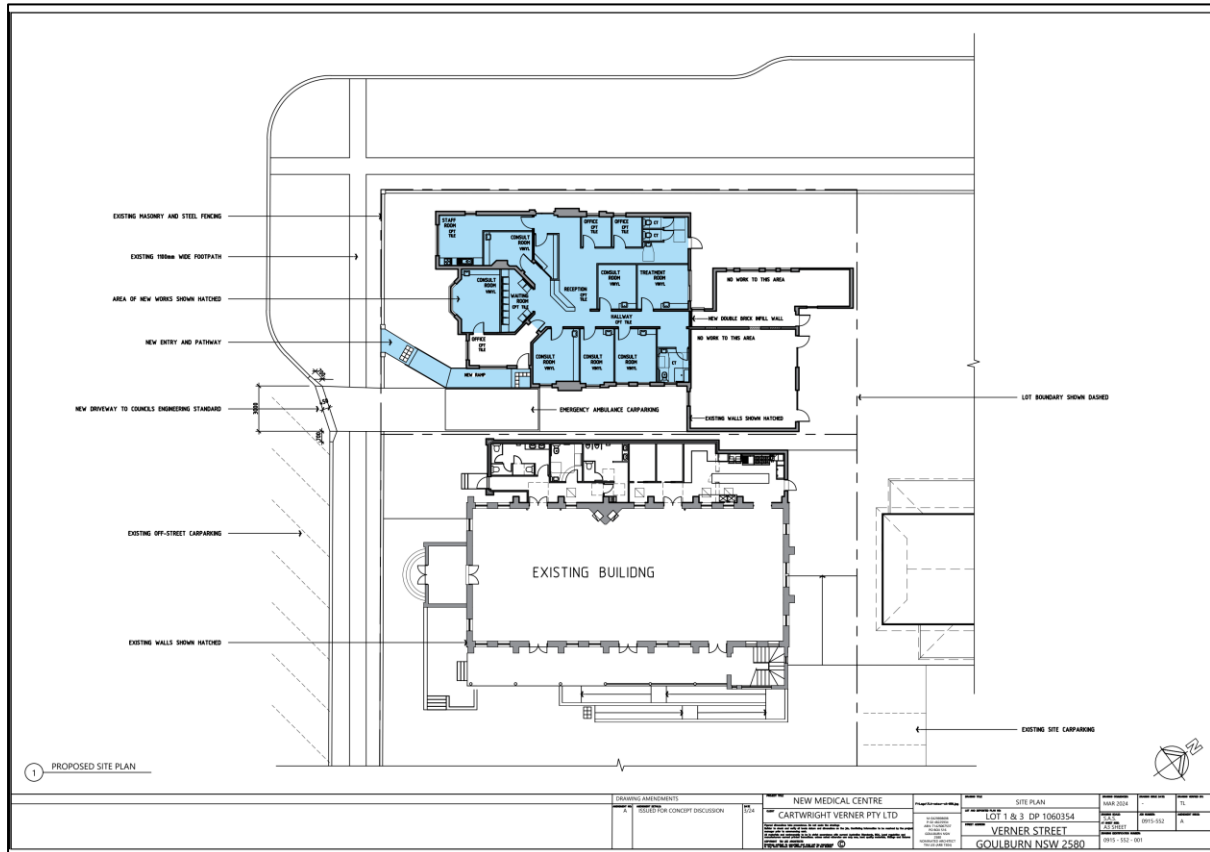 EXISTING MASONRY AND STEEL FENCING
EXISTING 1100mm WIDE FOOTPATH
AREA OF NEW WORKS SHOWN HATCHED
NEW ENTRY AND PATHWAY
NEW DRIVEWAY TO COUNCILS ENGINEERING STANDARD
EXISTING OFF-STREET CARPARKING
EXISTING WALLS SHOWN HATCHED
STAFF
ROOM
CPT
TILE
CONSULT
ROOM
VINYL
OFFICE
CPT
TILE
OFFICE
CPT
TILE
CT
CONSULT
ROOM
VINYL
WAITING
ROOM
CPT TILE
RECEPTION
CPT
TILE
CONSULT
ROOM
VINYL
TREATMENT
ROOM
VINYL
HALLWAY
CPT TILE
OFFICE
CPT
TILE
CONSULT
ROOM
VINYL
CONSULT
ROOM
VINYL
CONSULT
ROOM
VINYL
CT
NEW RAMP
NO WORK TO THIS AREA
NEW DOUBLE BRICK INFILL WALL
NO WORK TO THIS AREA
EXISTING WALLS SHOWN HATCHED
EMERGENCY AMBULANCE CARPARKING
LOT BOUNDARY SHOWN DASHED
3000
EXISTING BUILIDNG
EXISTING SITE CARPARKING
N
1 PROPOSED SITE PLAN
DRAWING AMENDMENTS
A ISSUED FOR CONCEPT DISCUSSION 3/24
NEW MEDICAL CENTRE
CARTWRIGHT VERNER PTY LTD
SITE PLAN
LOT 1 & 3 DP 1060354
VERNER STREET
GOULBURN NSW 2580
MAR 2024
-
TL
0915-552
A
A3 SHEET
0915 - 552 - 001